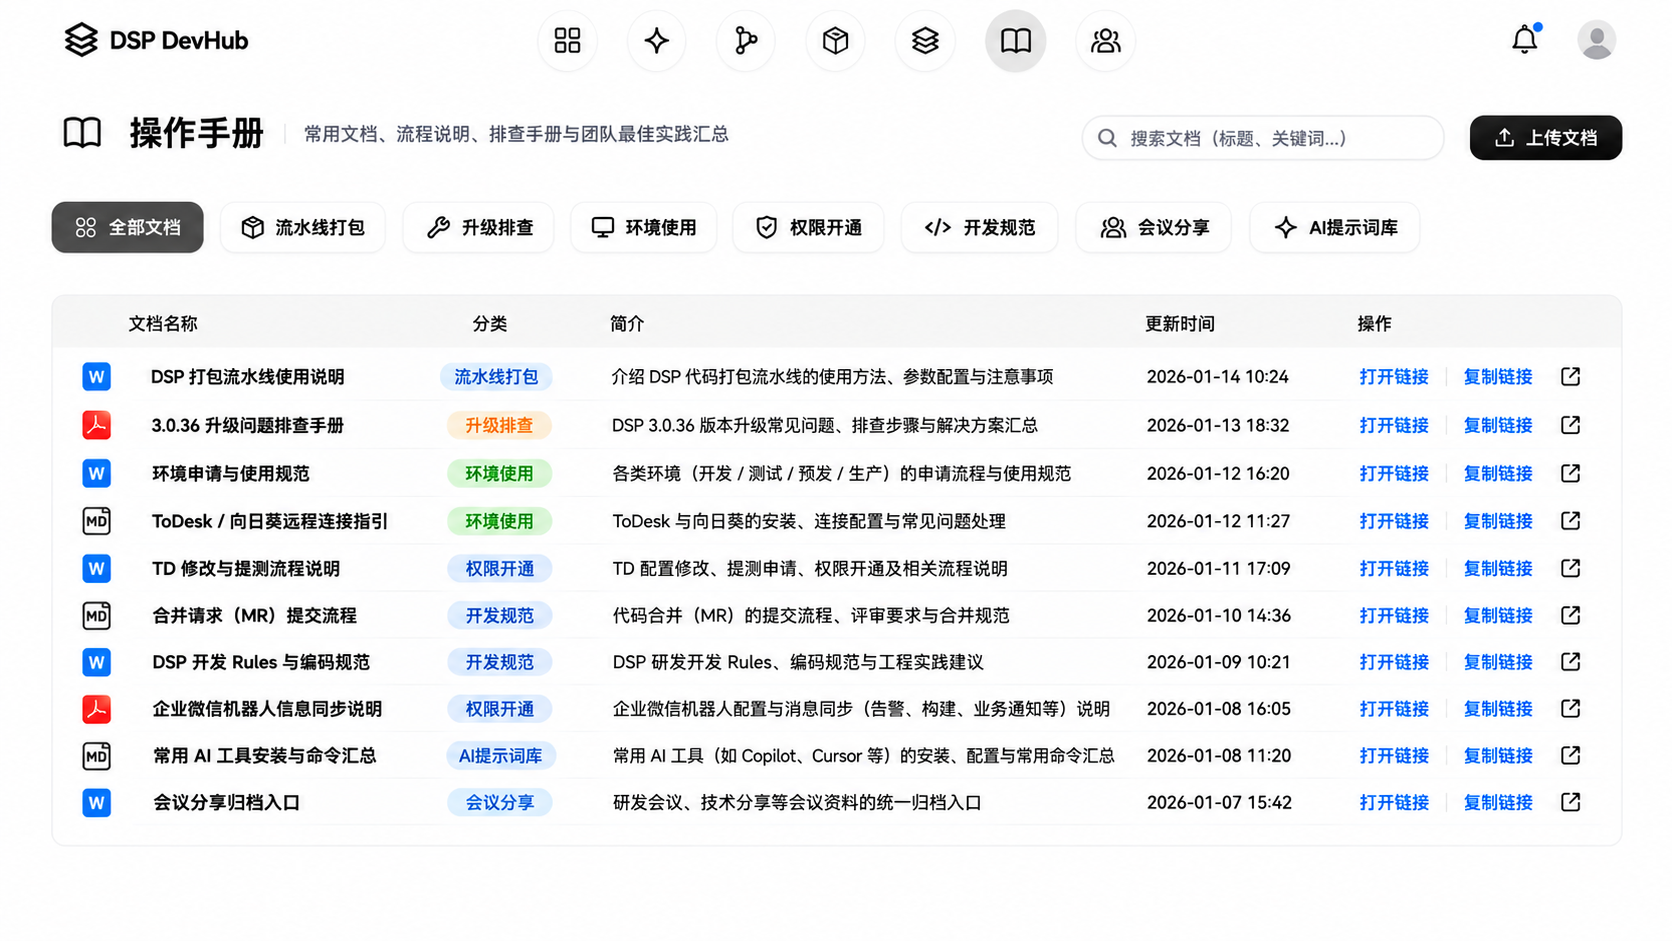 DSP DevHub
操作手册
常用文档、流程说明、排查手册与团队最佳实践汇总
搜索文档（标题、关键词...）
上传文档
全部文档
流水线打包
升级排查
环境使用
权限开通
</> 开发规范
会议分享
AI提示词库
文档名称 分类 简介 更新时间 操作
W DSP 打包流水线使用说明 流水线打包 介绍 DSP 代码打包流水线的使用方法、参数配置与注意事项 2026-01-14 10:24 打开链接 复制链接
3.0.36 升级问题排查手册 升级排查 DSP 3.0.36 版本升级常见问题、排查步骤与解决方案汇总 2026-01-13 18:32 打开链接 复制链接
W 环境申请与使用规范 环境使用 各类环境（开发 / 测试 / 预发 / 生产）的申请流程与使用规范 2026-01-12 16:20 打开链接 复制链接
MD ToDesk / 向日葵远程连接指引 环境使用 ToDesk 与向日葵的安装、连接配置与常见问题处理 2026-01-12 11:27 打开链接 复制链接
W TD 修改与提测流程说明 权限开通 TD 配置修改、提测申请、权限开通及相关流程说明 2026-01-11 17:09 打开链接 复制链接
MD 合并请求（MR）提交流程 开发规范 代码合并（MR）的提交流程、评审要求与合并规范 2026-01-10 14:36 打开链接 复制链接
W DSP 开发 Rules 与编码规范 开发规范 DSP 研发开发 Rules、编码规范与工程实践建议 2026-01-09 10:21 打开链接 复制链接
企业微信机器人信息同步说明 权限开通 企业微信机器人配置与消息同步（告警、构建、业务通知等）说明 2026-01-08 16:05 打开链接 复制链接
MD 常用 AI 工具安装与命令汇总 AI提示词库 常用 AI 工具（如 Copilot、Cursor 等）的安装、配置与常用命令汇总 2026-01-08 11:20 打开链接 复制链接
W 会议分享归档入口 会议分享 研发会议、技术分享等会议资料的统一归档入口 2026-01-07 15:42 打开链接 复制链接